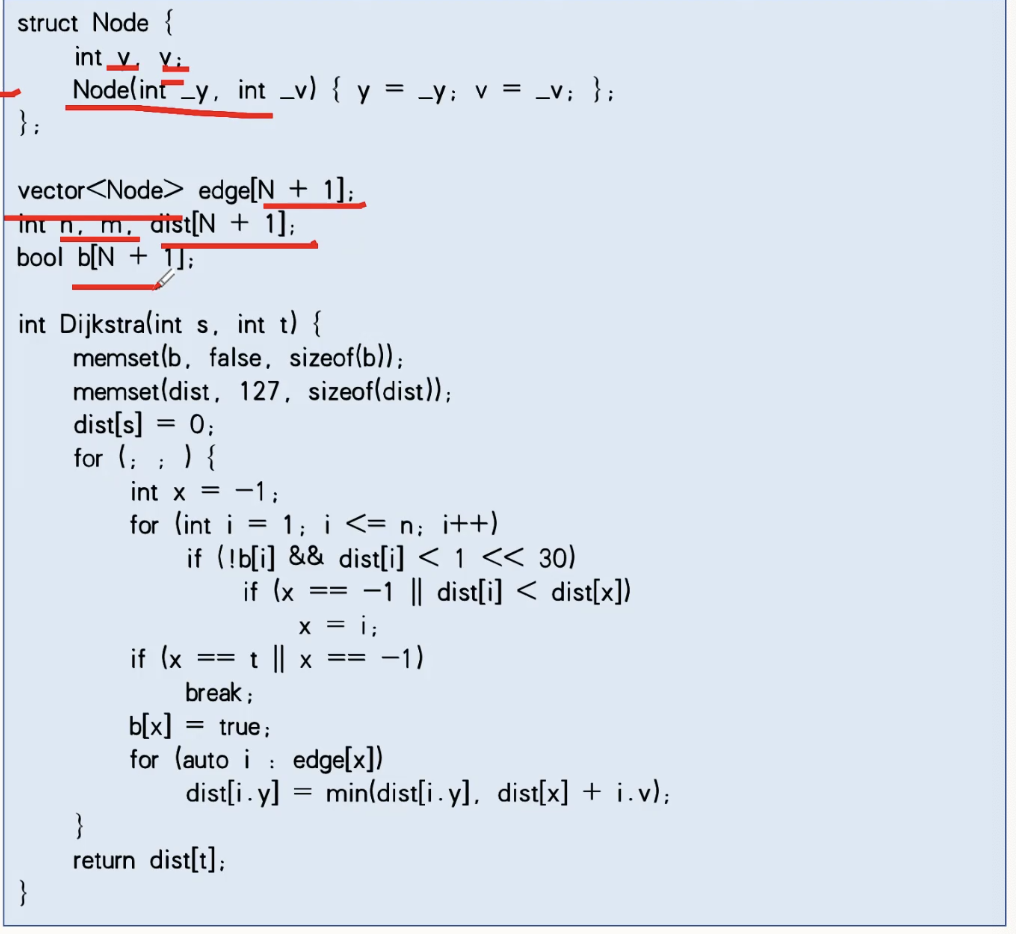 struct Node {
int y, v;
Node(int _y, int _v) { y = _y; v = _v; };
};
vector<Node> edge[N + 1];
int n, m, dist[N + 1];
bool b[N + 1];
int Dijkstra(int s, int t) {
memset(b, false, sizeof(b));
memset(dist, 127, sizeof(dist));
dist[s] = 0;
for (; ; ) {
int x = -1;
for (int i = 1; i <= n; i++)
if (!b[i] && dist[i] < 1 << 30)
if (x == -1 || dist[i] < dist[x])
x = i;
if (x == t || x == -1)
break;
b[x] = true;
for (auto i : edge[x])
dist[i.y] = min(dist[i.y], dist[x] + i.v);
}
return dist[t];
}